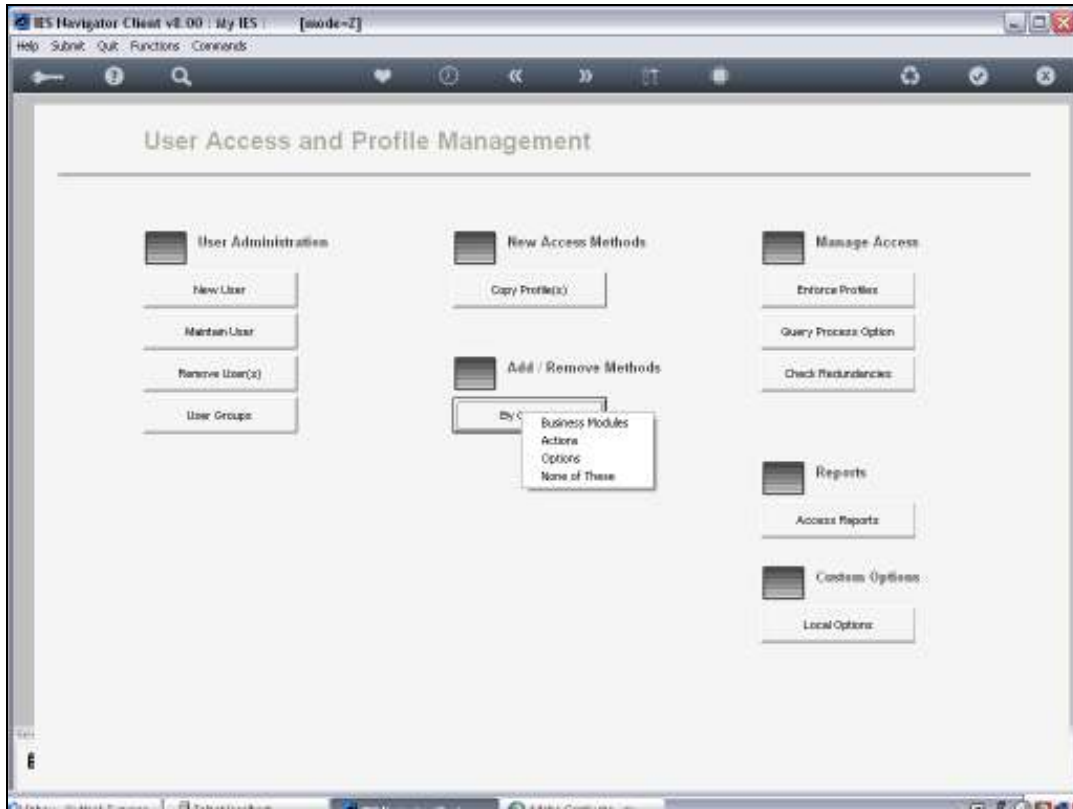 IES Navigator Client v8.00 : My IES : [mode=Z]
Help Submit Quit Functions Commands
User Access and Profile Management
User Administration
New User
Maintain User
Remove User(s)
User Groups
New Access Methods
Copy Profile(s)
Add / Remove Methods
By
Business Modules
Actions
Options
None of These
Manage Access
Enforce Profiles
Query Process Option
Check Redundancies
Reports
Access Reports
Custom Options
Local Options